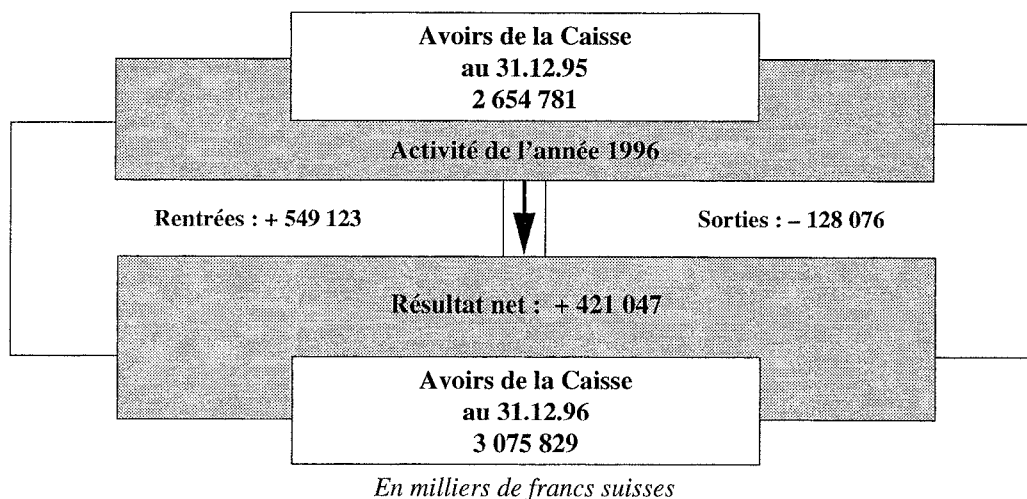 Avoirs de la Caisse
au 31.12.95
2 654 781
Activité de l'année 1996
Rentrées : + 549 123
Sorties : – 128 076
Résultat net : + 421 047
Avoirs de la Caisse
au 31.12.96
3 075 829
En milliers de francs suisses